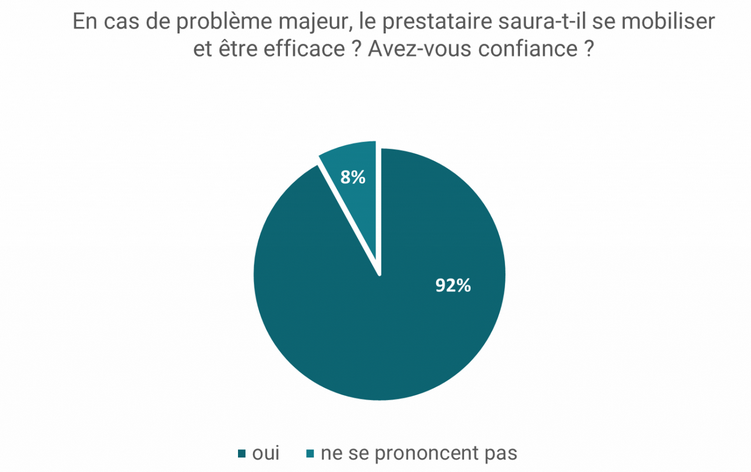 En cas de problème majeur, le prestataire saura-t-il se mobiliser
et être efficace ? Avez-vous confiance ?
8%
92%
oui ne se prononcent pas